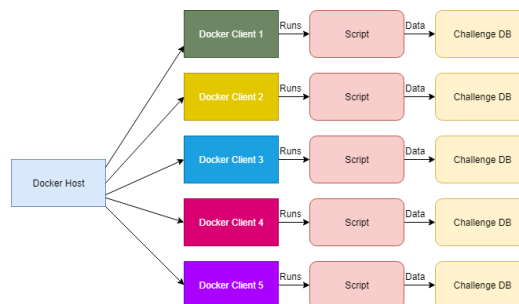 Docker Client 1
Runs
Script
Data
Challenge DB
Docker Client 2
Runs
Script
Data
Challenge DB
Docker Host
Docker Client 3
Runs
Script
Data
Challenge DB
Docker Client 4
Runs
Script
Data
Challenge DB
Docker Client 5
Runs
Script
Data
Challenge DB